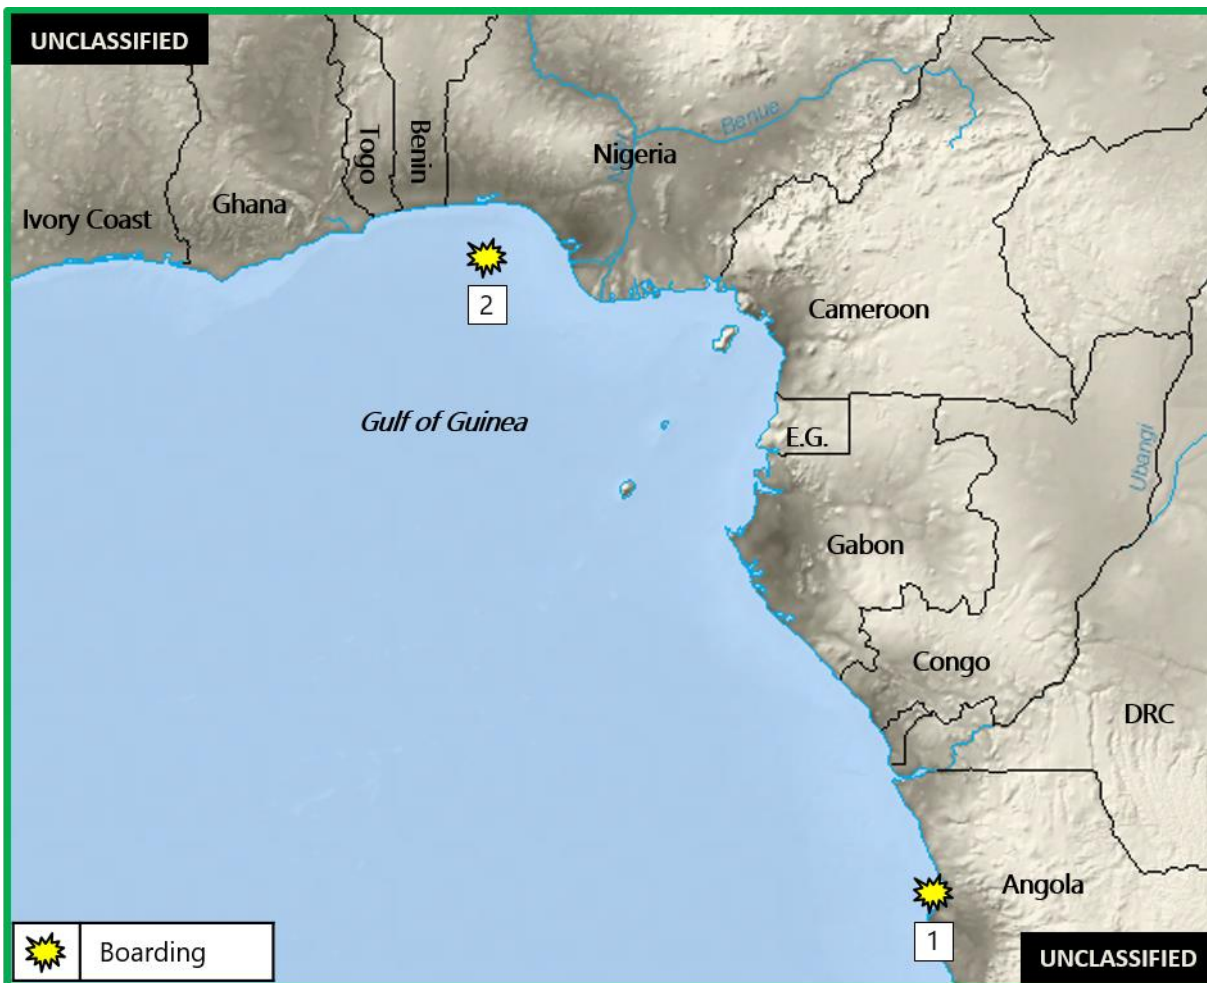 UNCLASSIFIED
Benue
Nigeria
Togo
Benin
Ghana
Ivory Coast
2
Cameroon
Gulf of Guinea
E.G.
Ubangi
Gabon
Congo
DRC
Angola
1
Boarding
UNCLASSIFIED